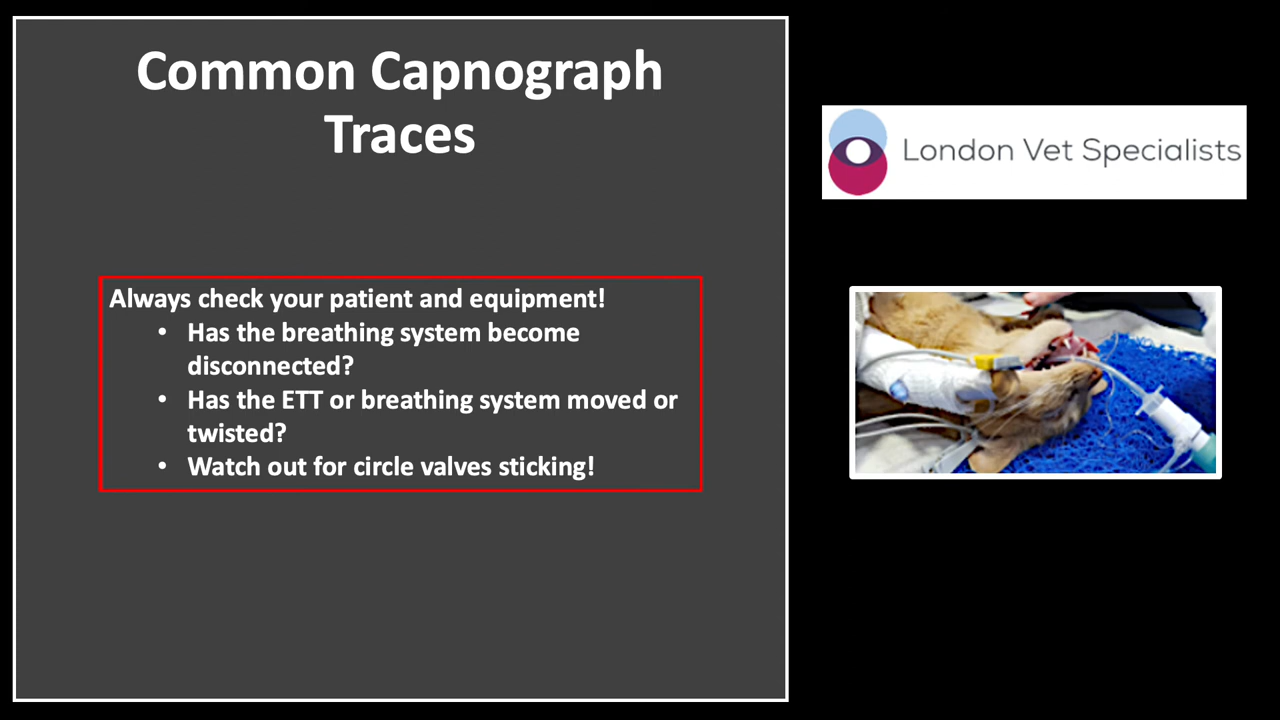 Common Capnograph
Traces
Always check your patient and equipment!
• Has the breathing system become
disconnected?
• Has the ETT or breathing system moved or
twisted?
• Watch out for circle valves sticking!
London Vet Specialists